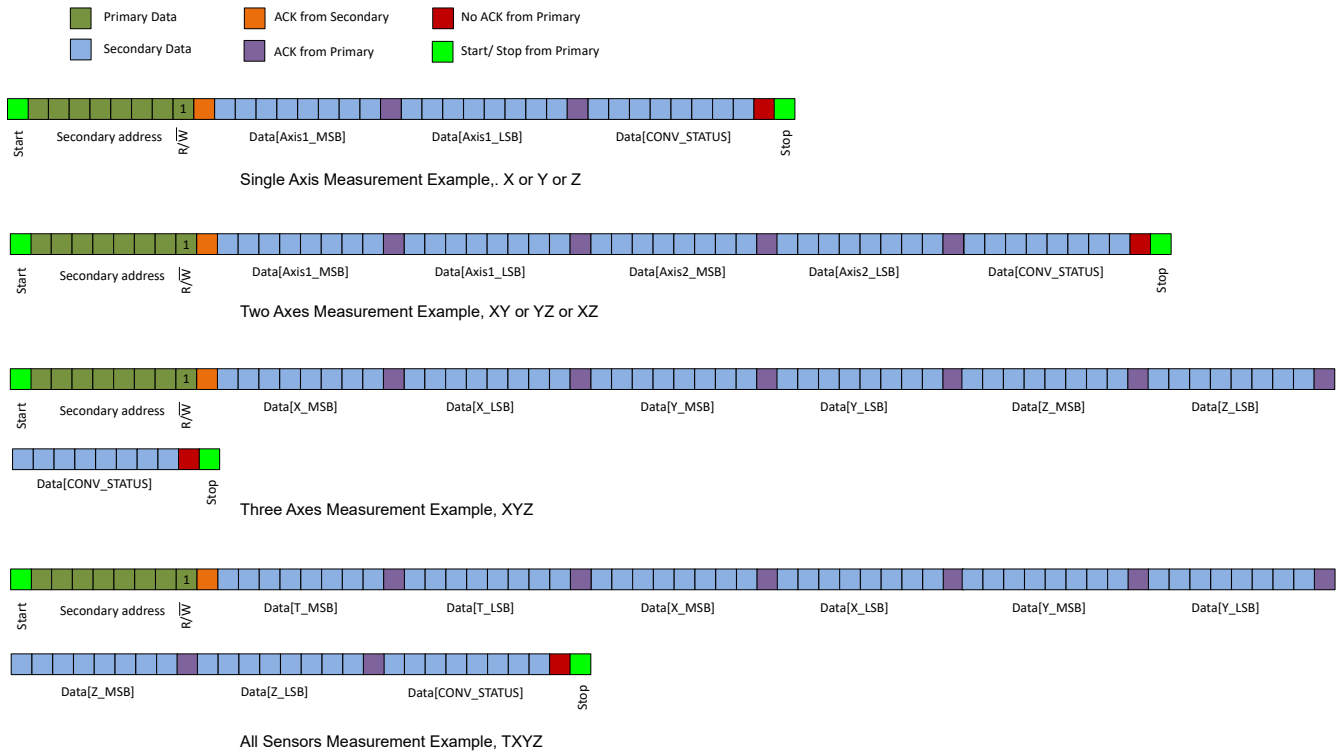 Primary Data
ACK from Secondary
No ACK from Primary
Secondary Data
ACK from Primary
Start/ Stop from Primary
1
Start
Secondary address
R/W
Data[Axis1_MSB]
Data[Axis1_LSB]
Data[CONV_STATUS]
Stop
Single Axis Measurement Example,. X or Y or Z
1
Start
Secondary address
R/W
Data[Axis1_MSB]
Data[Axis1_LSB]
Data[Axis2_MSB]
Data[Axis2_LSB]
Data[CONV_STATUS]
Stop
Two Axes Measurement Example, XY or YZ or XZ
1
Start
Secondary address
R/W
Data[X_MSB]
Data[X_LSB]
Data[Y_MSB]
Data[Y_LSB]
Data[Z_MSB]
Data[Z_LSB]
Data[CONV_STATUS]
Stop
Three Axes Measurement Example, XYZ
1
Start
Secondary address
R/W
Data[T_MSB]
Data[T_LSB]
Data[X_MSB]
Data[X_LSB]
Data[Y_MSB]
Data[Y_LSB]
Data[Z_MSB]
Data[Z_LSB]
Data[CONV_STATUS]
Stop
All Sensors Measurement Example, TXYZ